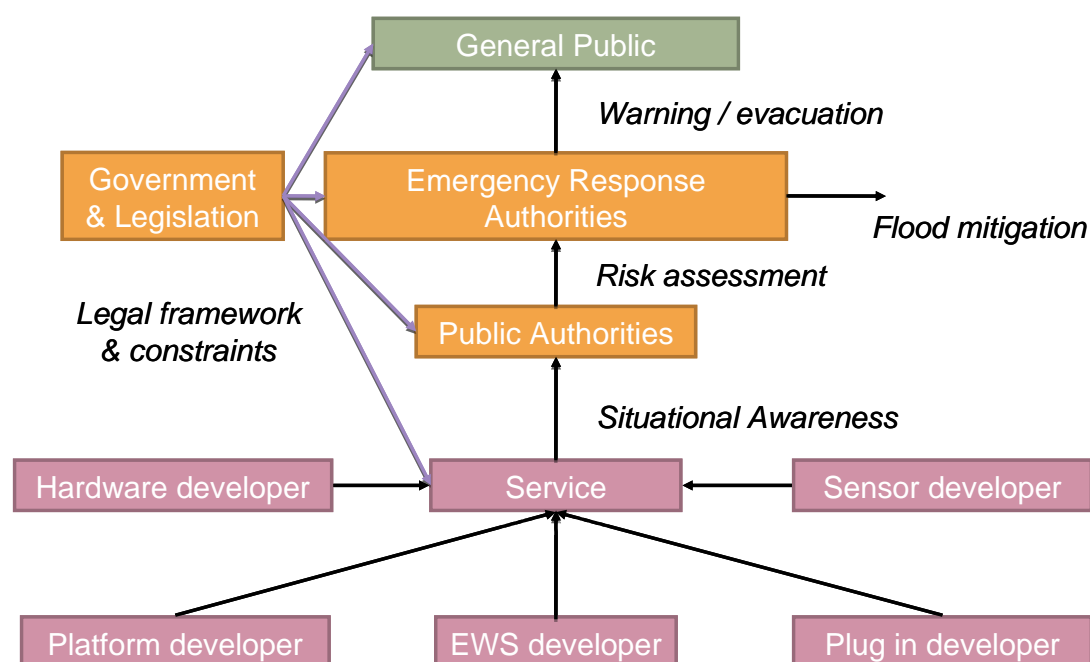 General Public
Warning / evacuation
Government
& Legislation
Emergency Response
Authorities
Flood mitigation
Risk assessment
Legal framework
& constraints
Public Authorities
Situational Awareness
Hardware developer
Service
Sensor developer
Platform developer
EWS developer
Plug in developer